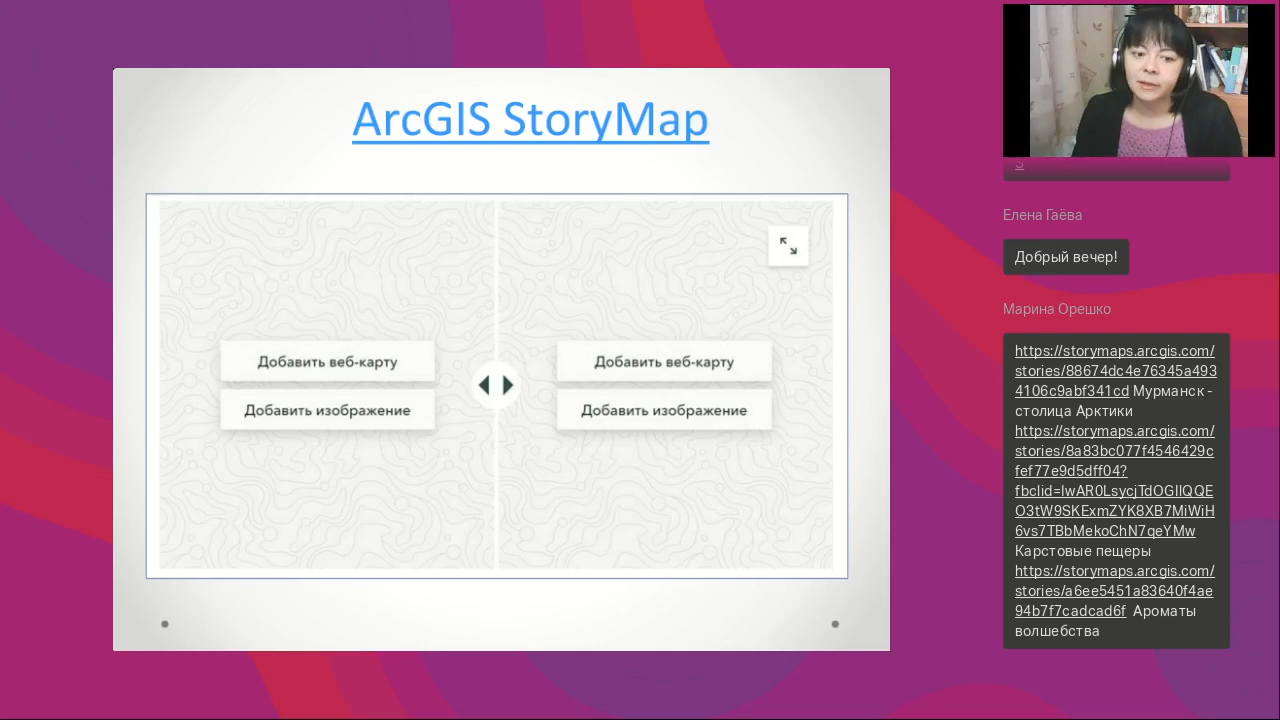 ArcGIS StoryMap
Добавить веб-карту
Добавить изображение
Добавить веб-карту
Добавить изображение
s
Елена Гаёва
Добрый вечер!
Марина Орешко
https://storymaps.arcgis.com/
stories/88674dc4e76345a493
4106c9abf341cd Мурманск -
столица Арктики
https://storymaps.arcgis.com/
stories/8a83bc077f4546429c
fef77e9d5dff04?
fbclid=IwAR0LsycjTdOGIlQQE
O3tW9SKExmZYK8XB7MiWiH
6vs7TBbMekoChN7qeYMw
Карстовые пещеры
https://storymaps.arcgis.com/
stories/a6ee5451a83640f4ae
94b7f7cadcad6f Ароматы
волшебства